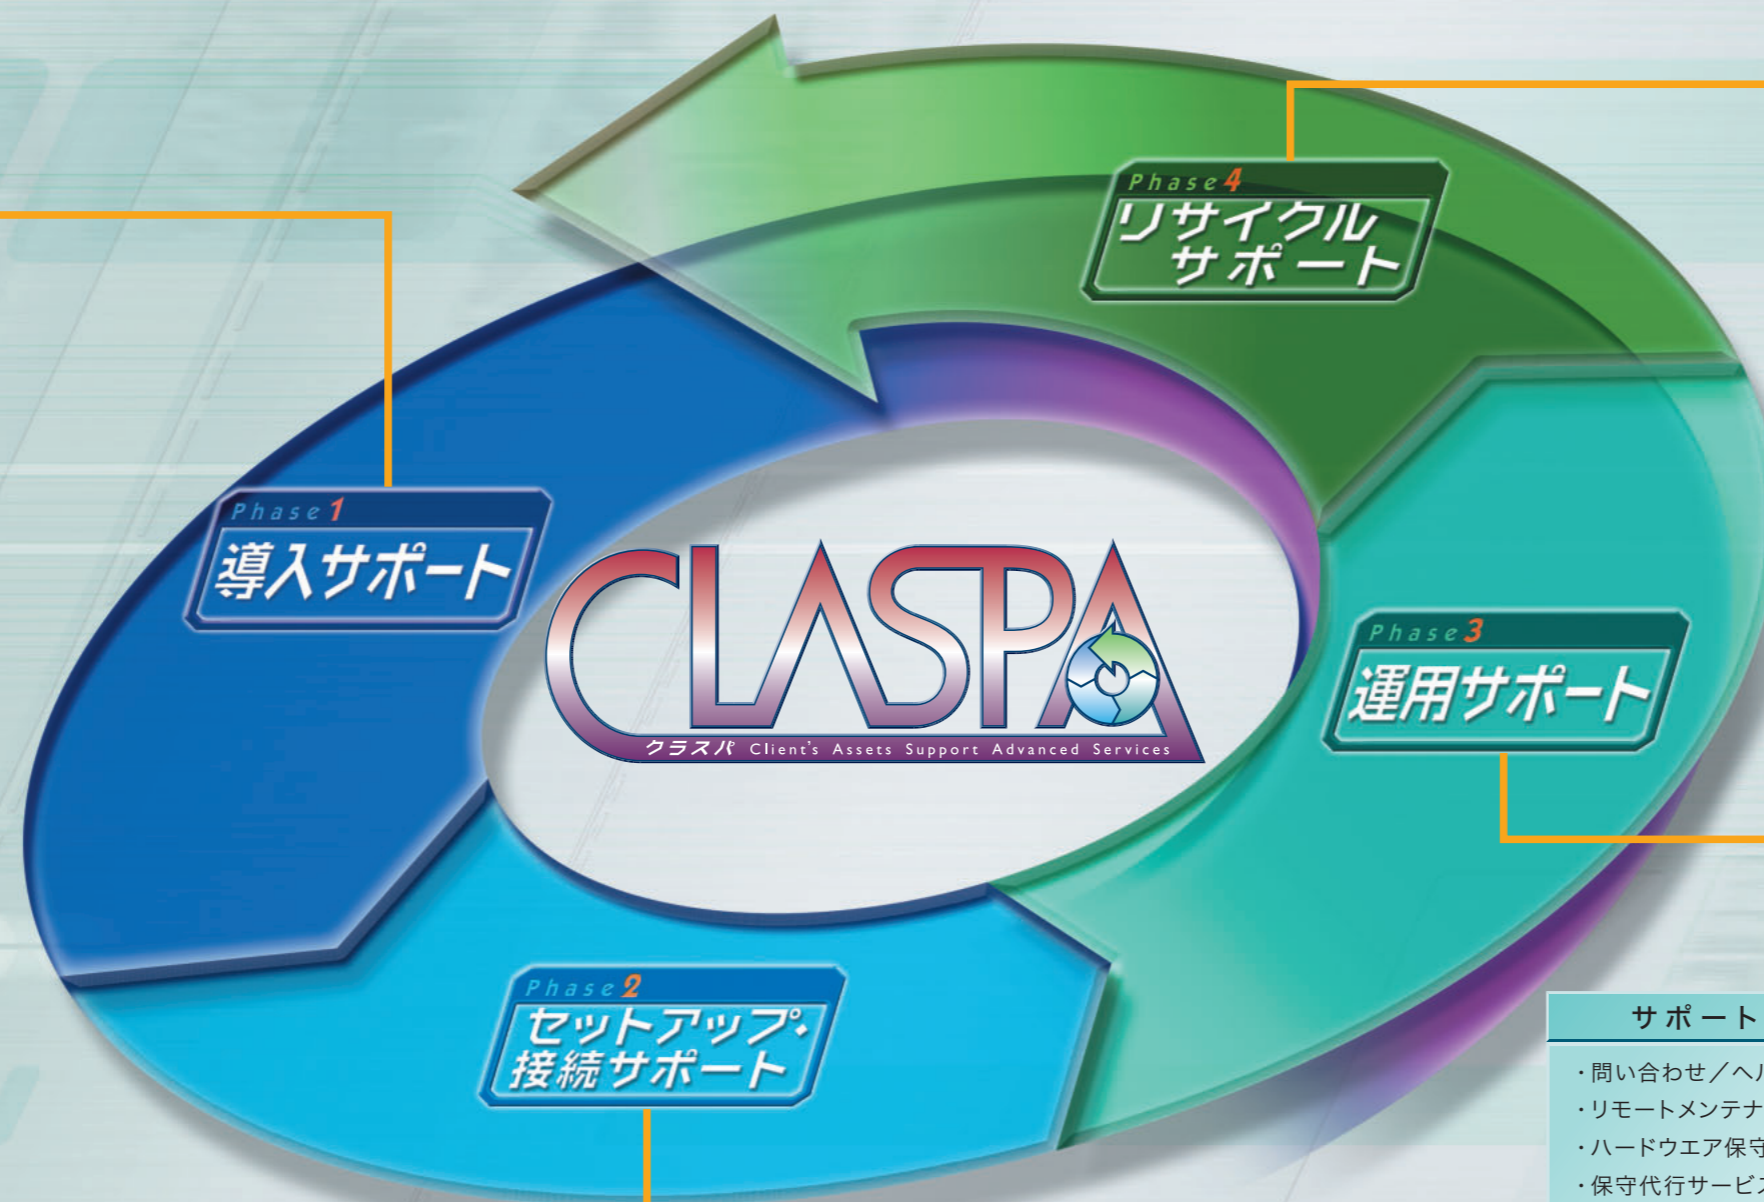 Phase 4
リサイクル
サポート
Phase 1
導入サポート
CLASPA
クラスパ Client's Assets Support Advanced Services
Phase 3
運用サポート
Phase 2
セットアップ・
接続サポート
サポート
・問い合わせ／ヘル
・リモートメンテナ
・ハードウエア保守
・保守代行サービス